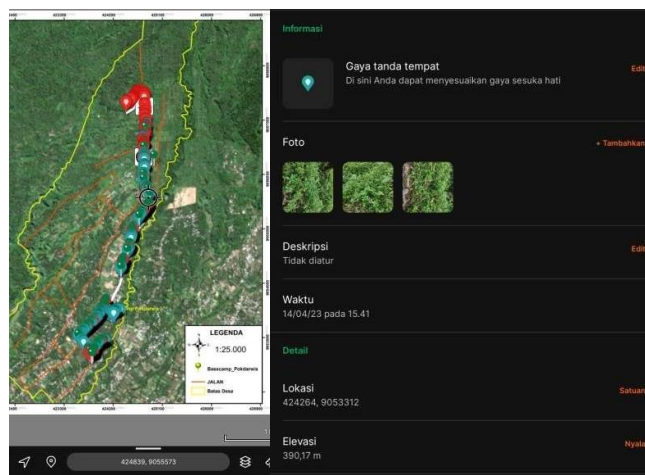 LEGENDA
1:25.000
Basecamp_Pokdarwis
JALAN
Batas Desa
424839, 9055573
Informasi
Gaya tanda tempat
Edit
Di sini Anda dapat menyesuaikan gaya sesuka hati
Foto
+ Tambahkan
Deskripsi
Edit
Tidak diatur
Waktu
14/04/23 pada 15.41
Detail
Lokasi
Satuan
424264, 9053312
Elevasi
Nyala
390,17 m